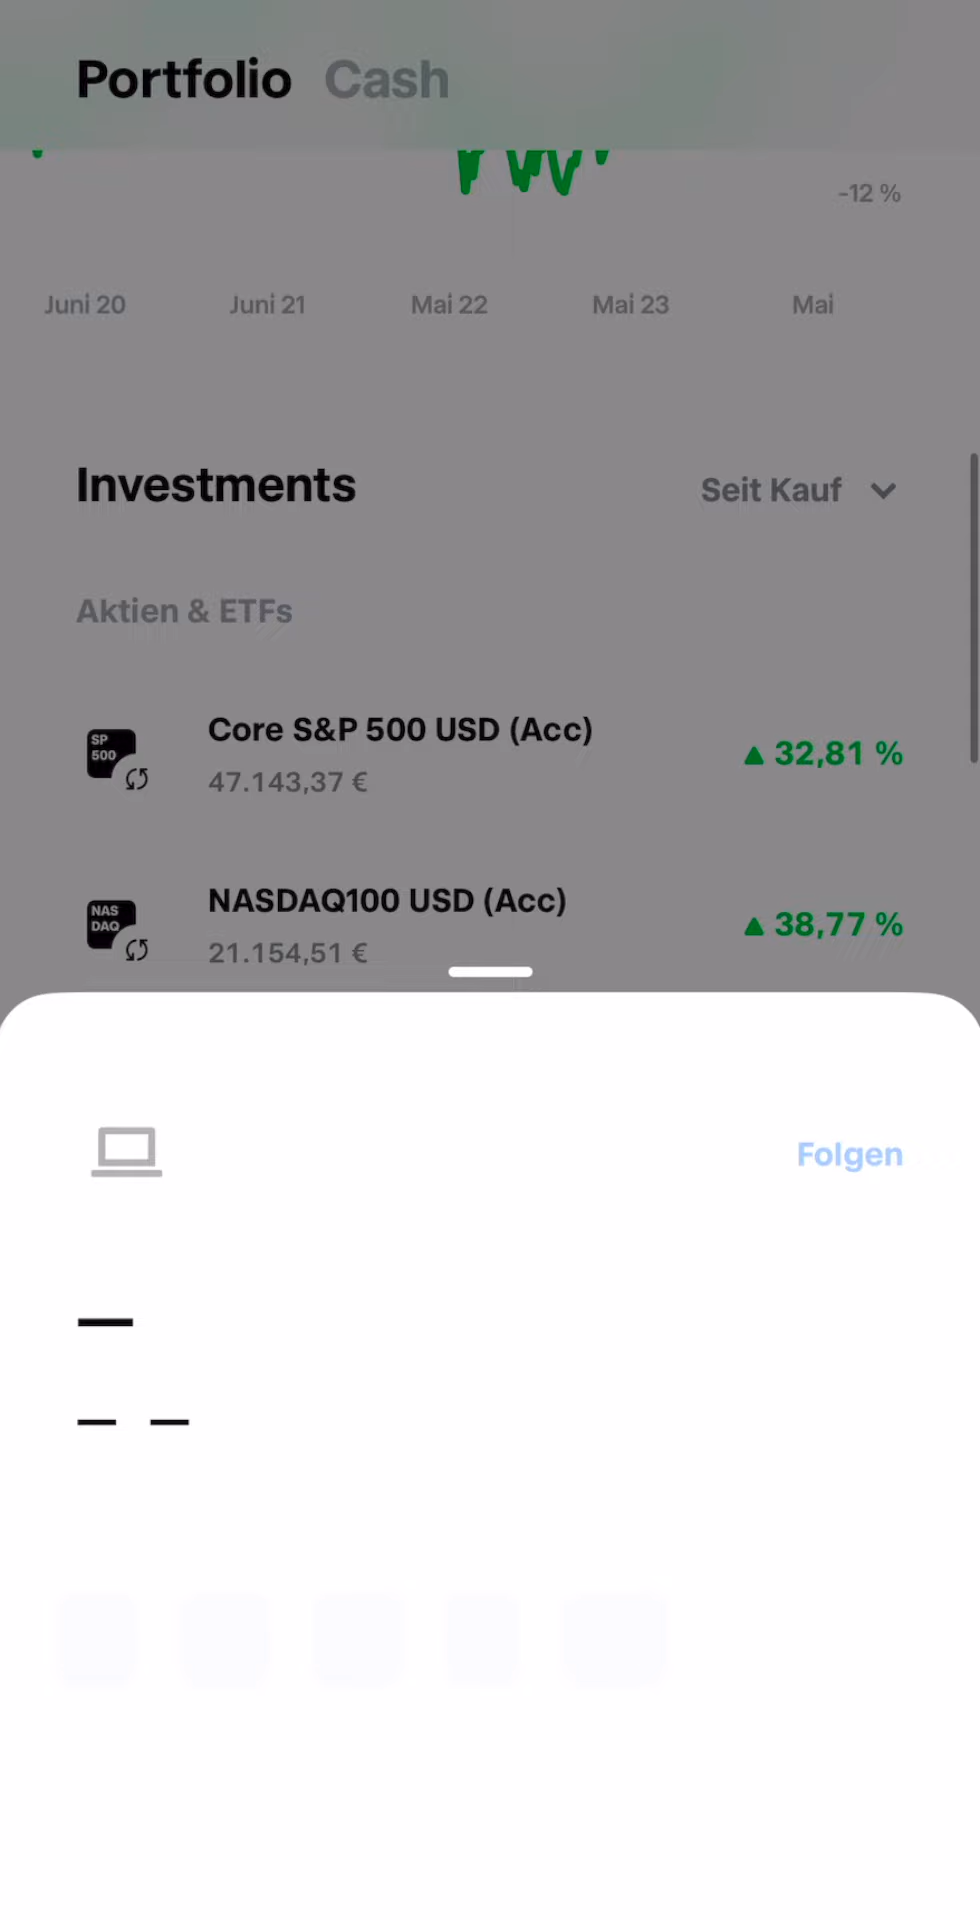 Portfolio Cash
-12 %
Juni 20 Juni 21 Mai 22 Mai 23 Mai
Investments Seit Kauf
Aktien & ETFs
SP
500
Core S&P 500 USD (Acc)
47.143,37 €
▲ 32,81 %
NAS
DAQ
NASDAQ100 USD (Acc)
21.154,51 €
▲ 38,77 %
Folgen
—
– –